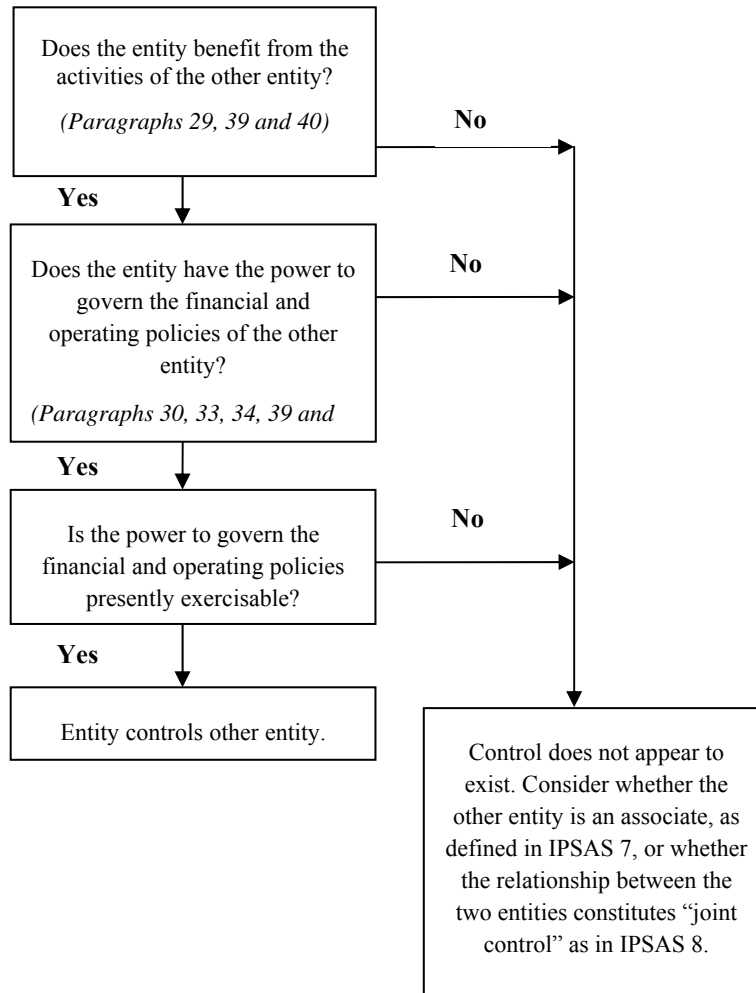 Does the entity benefit from the
activities of the other entity?
(Paragraphs 29, 39 and 40)
No
Yes
Does the entity have the power to
govern the financial and
operating policies of the other
entity?
(Paragraphs 30, 33, 34, 39 and
No
Yes
Is the power to govern the
financial and operating policies
presently exercisable?
No
Yes
Entity controls other entity.
Control does not appear to
exist. Consider whether the
other entity is an associate, as
defined in IPSAS 7, or whether
the relationship between the
two entities constitutes “joint
control” as in IPSAS 8.